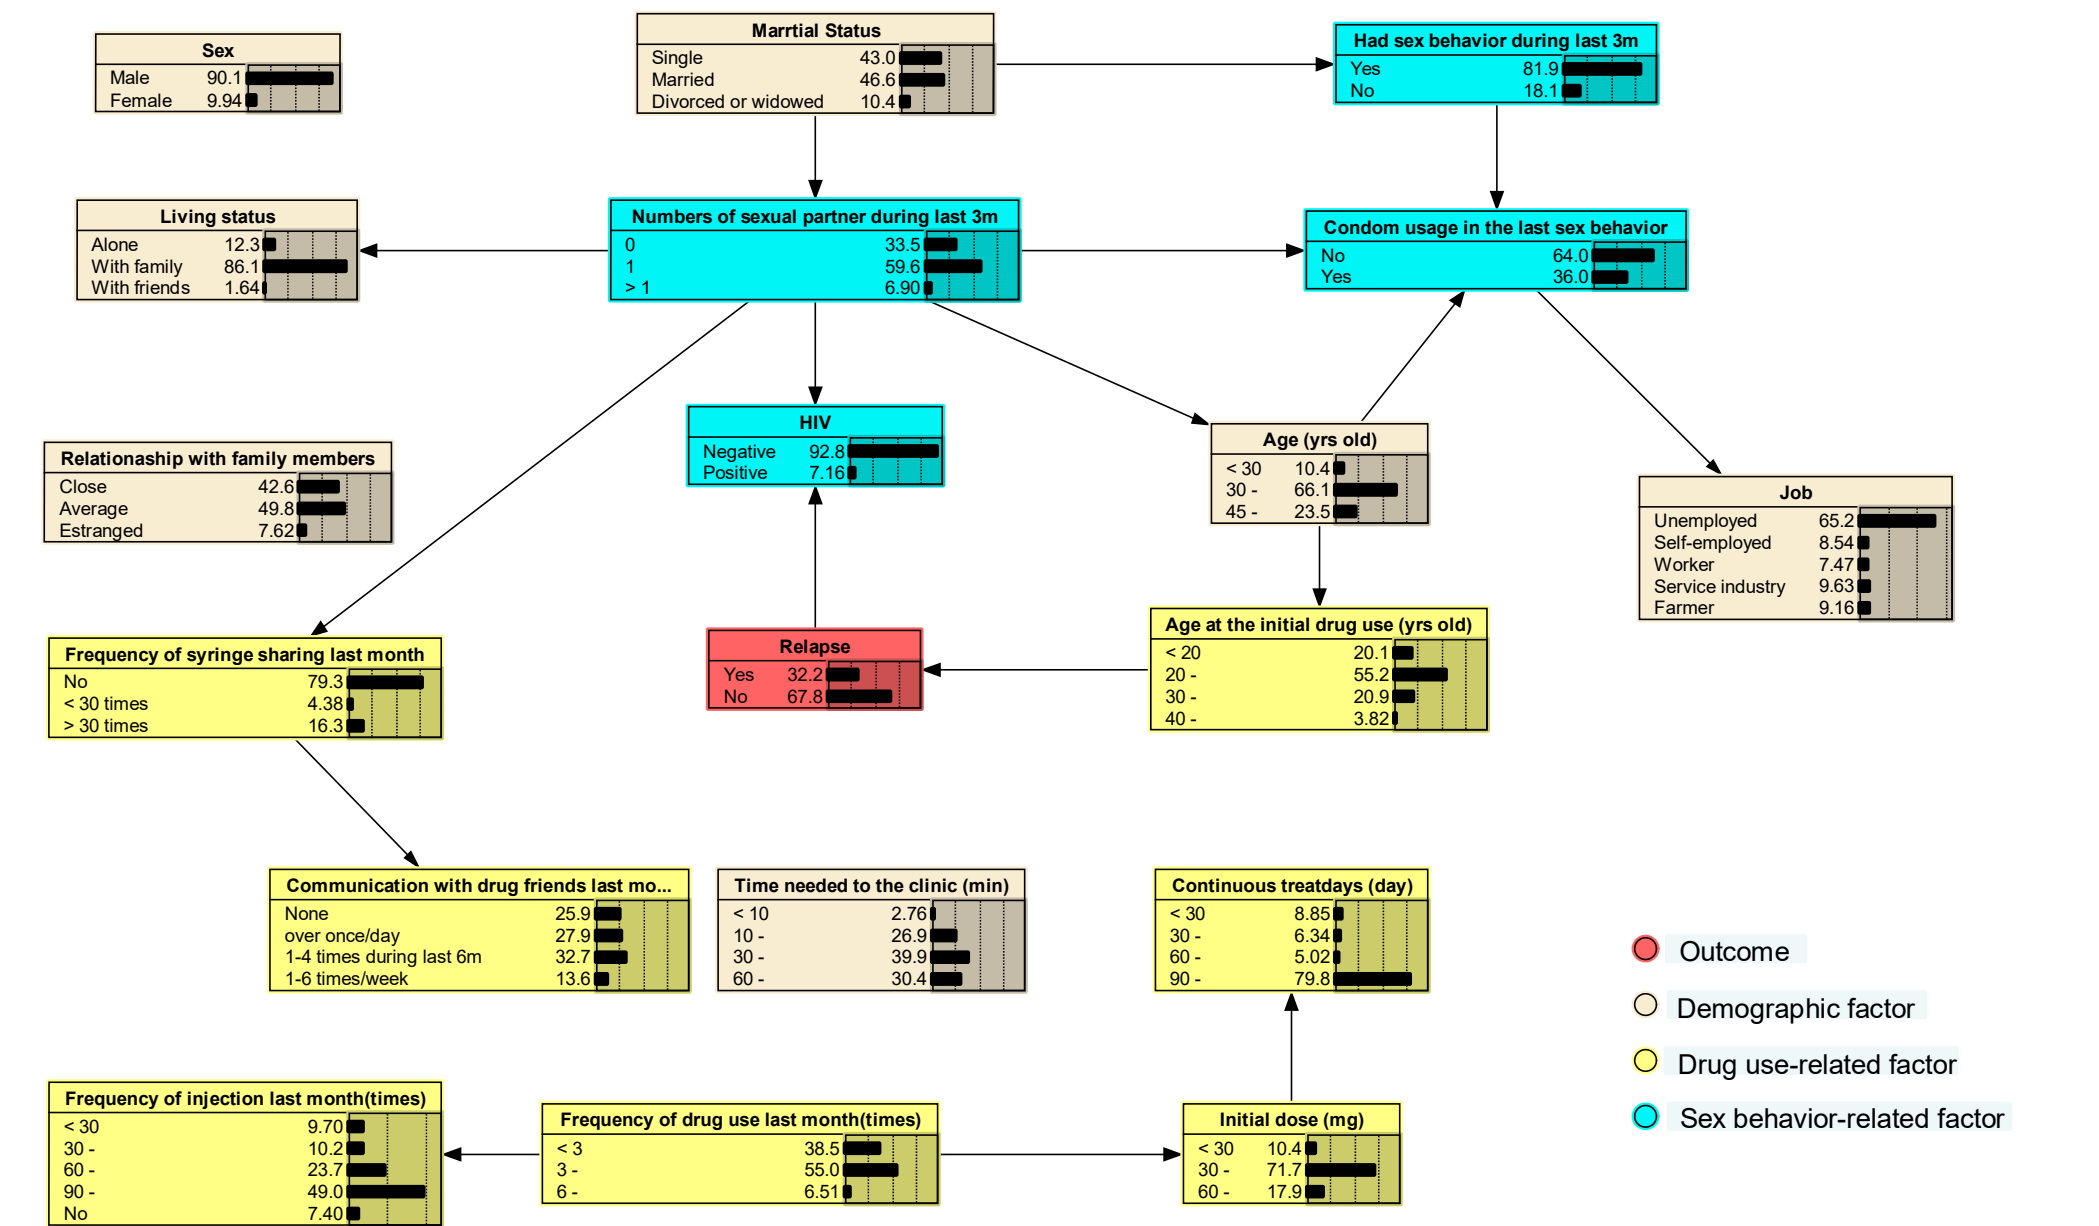 Sex
Male 90.1
Female 9.94
Marrtial Status
Single 43.0
Married 46.6
Divorced or widowed 10.4
Had sex behavior during last 3m
Yes 81.9
No 18.1
Living status
Alone 12.3
With family 86.1
With friends 1.64
Numbers of sexual partner during last 3m
0 33.5
1 59.6
> 1 6.90
Condom usage in the last sex behavior
No 64.0
Yes 36.0
Relationaship with family members
Close 42.6
Average 49.8
Estranged 7.62
HIV
Negative 92.8
Positive 7.16
Age (yrs old)
< 30 10.4
30 - 66.1
45 - 23.5
Job
Unemployed 65.2
Self-employed 8.54
Worker 7.47
Service industry 9.63
Farmer 9.16
Frequency of syringe sharing last month
No 79.3
< 30 times 4.38
> 30 times 16.3
Relapse
Yes 32.2
No 67.8
Age at the initial drug use (yrs old)
< 20 20.1
20 - 55.2
30 - 20.9
40 - 3.82
Communication with drug friends last mo...
None 25.9
over once/day 27.9
1-4 times during last 6m 32.7
1-6 times/week 13.6
Time needed to the clinic (min)
< 10 2.76
10 - 26.9
30 - 39.9
60 - 30.4
Continuous treatdays (day)
< 30 8.85
30 - 6.34
60 - 5.02
90 - 79.8
Outcome
Demographic factor
Drug use-related factor
Sex behavior-related factor
Frequency of injection last month(times)
< 30 9.70
30 - 10.2
60 - 23.7
90 - 49.0
No 7.40
Frequency of drug use last month(times)
< 3 38.5
3 - 55.0
6 - 6.51
Initial dose (mg)
< 30 10.4
30 - 71.7
60 - 17.9